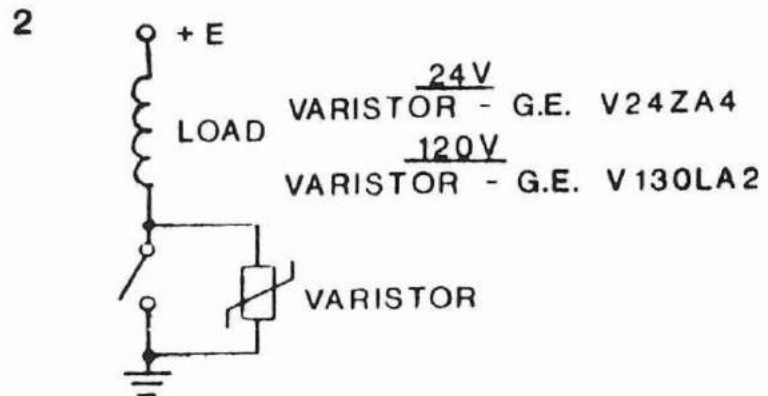 2
+ E
24V
LOAD VARISTOR - G.E. V24ZA4
120V
VARISTOR - G.E. V130LA2
VARISTOR